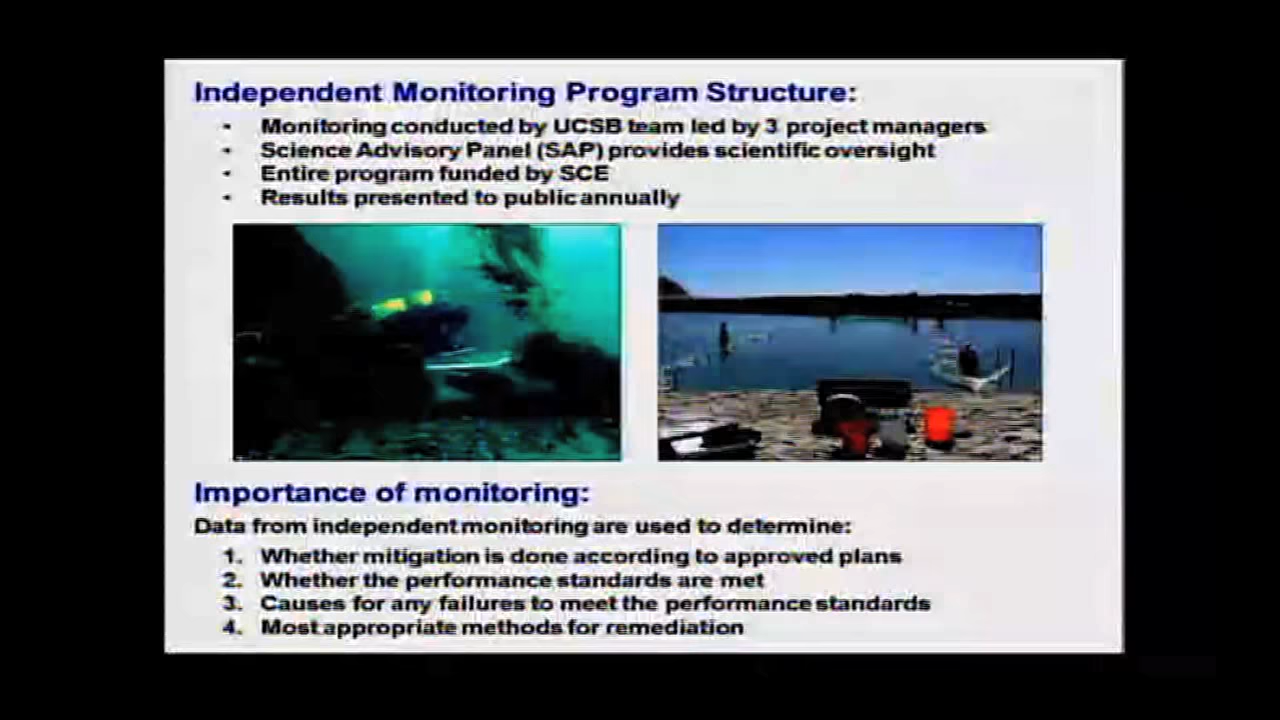 Independent Monitoring Program Structure:
• Monitoring conducted by UCSB team led by 3 project managers
• Science Advisory Panel (SAP) provides scientific oversight
• Entire program funded by SCE
• Results presented to public annually
Importance of monitoring:
Data from independent monitoring are used to determine:
1. Whether mitigation is done according to approved plans
2. Whether the performance standards are met
3. Causes for any failures to meet the performance standards
4. Most appropriate methods for remediation